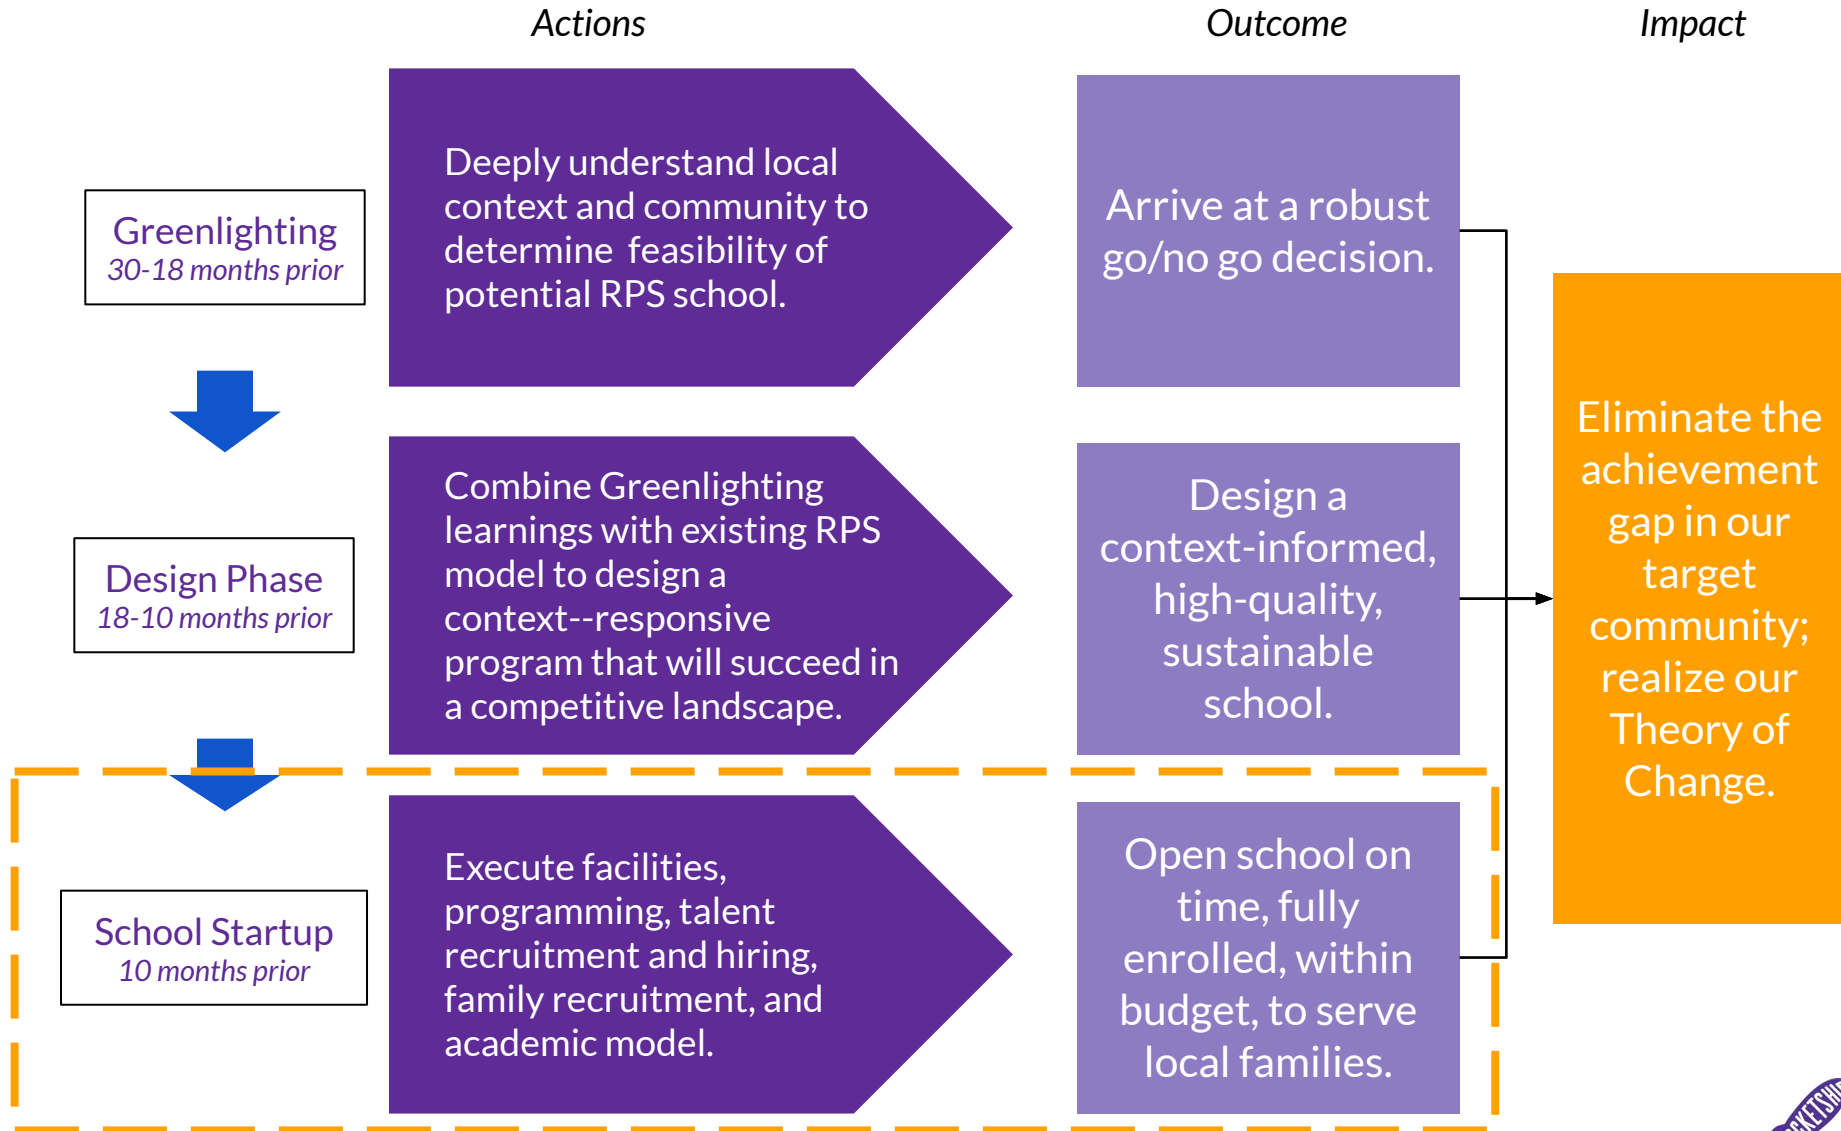 Actions
Outcome
Impact
Greenlighting
30-18 months prior
Deeply understand local
context and community to
determine feasibility of
potential RPS school.
Arrive at a robust
go/no go decision.
Design Phase
18-10 months prior
Combine Greenlighting
learnings with existing RPS
model to design a
context--responsive
program that will succeed in
a competitive landscape.
Design a
context-informed,
high-quality,
sustainable
school.
School Startup
10 months prior
Execute facilities,
programming, talent
recruitment and hiring,
family recruitment, and
academic model.
Open school on
time, fully
enrolled, within
budget, to serve
local families.
Eliminate the
achievement
gap in our
target
community;
realize our
Theory of
Change.